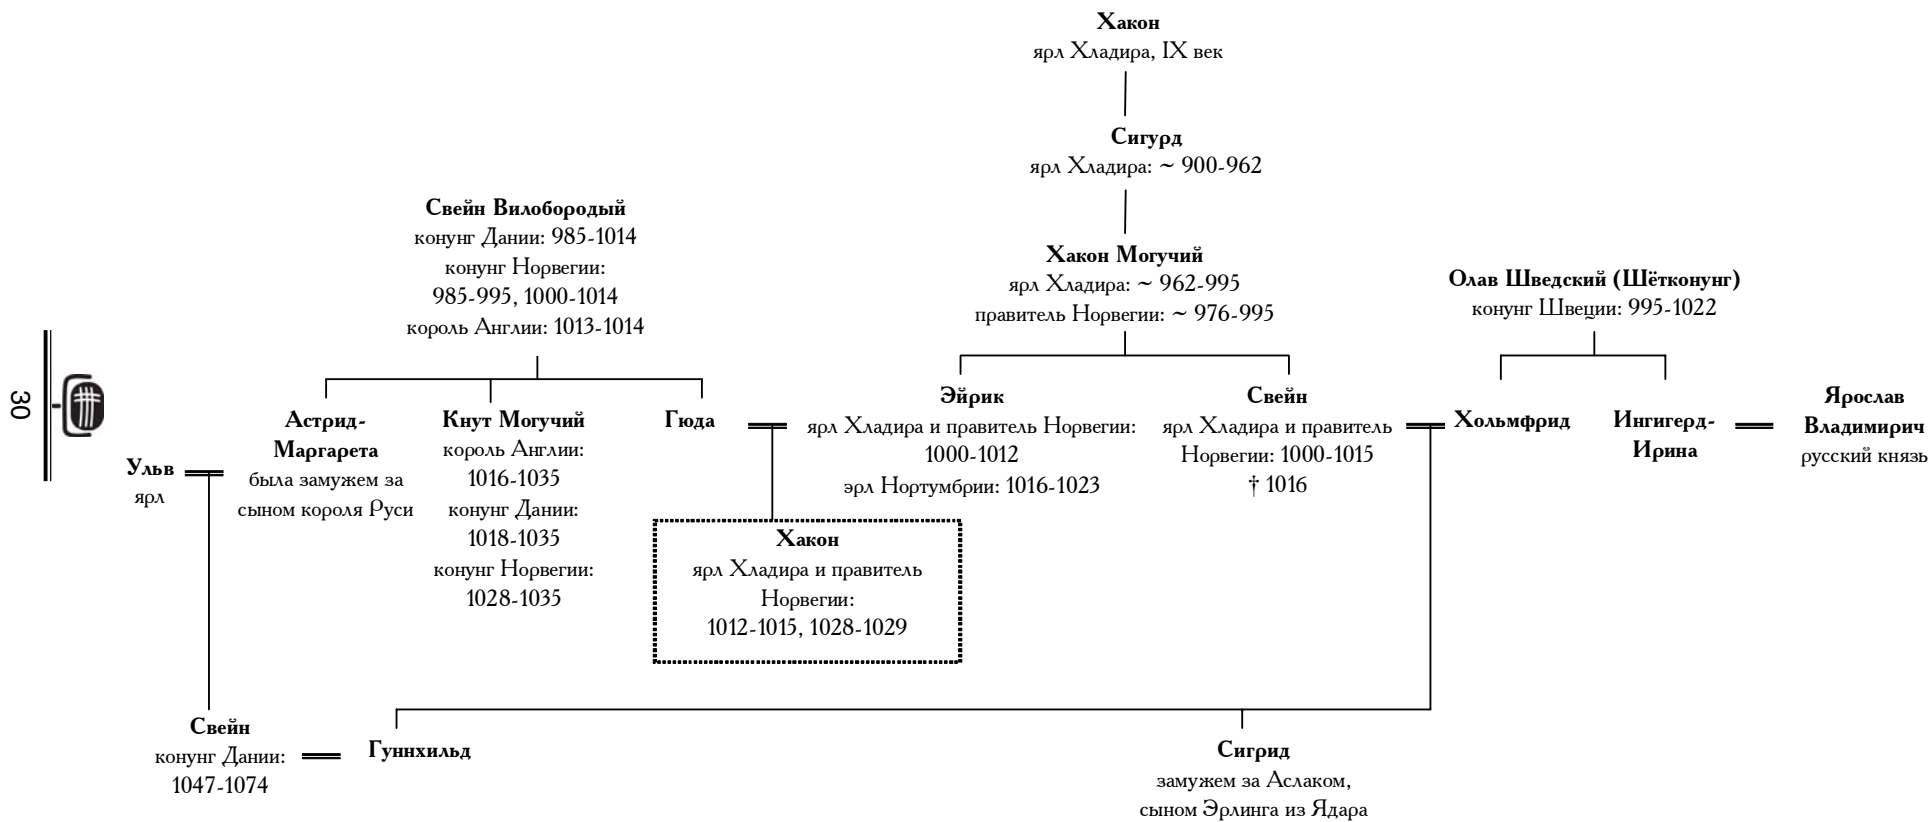 Хакон
ярл Хладира, IX век
Сигурд
ярл Хладира: ~ 900-962
Свейн Вилобородый
конунг Дании: 985-1014
конунг Норвегии:
985-995, 1000-1014
король Англии: 1013-1014
Хакон Могучий
ярл Хладира: ~ 962-995
правитель Норвегии: ~ 976-995
Олав Шведский (Шётконунг)
конунг Швеции: 995-1022
30
Ульв
ярл
Астрид-
Маргарета
была замужем за
сыном короля Руси
Кнут Могучий
король Англии:
1016-1035
конунг Дании:
1018-1035
конунг Норвегии:
1028-1035
Гюда
Эйрик
ярл Хладира и правитель Норвегии:
1000-1012
эрл Нортумбрии: 1016-1023
Свейн
ярл Хладира и правитель
Норвегии: 1000-1015
† 1016
Хольмфрид
Ингигерд-
Ирина
Ярослав
Владимирич
русский князь
Хакон
ярл Хладира и правитель
Норвегии:
1012-1015, 1028-1029
Свейн
конунг Дании:
1047-1074
Гуннхильд
Сигрид
замужем за Аслаком,
сыном Эрлинга из Ядара